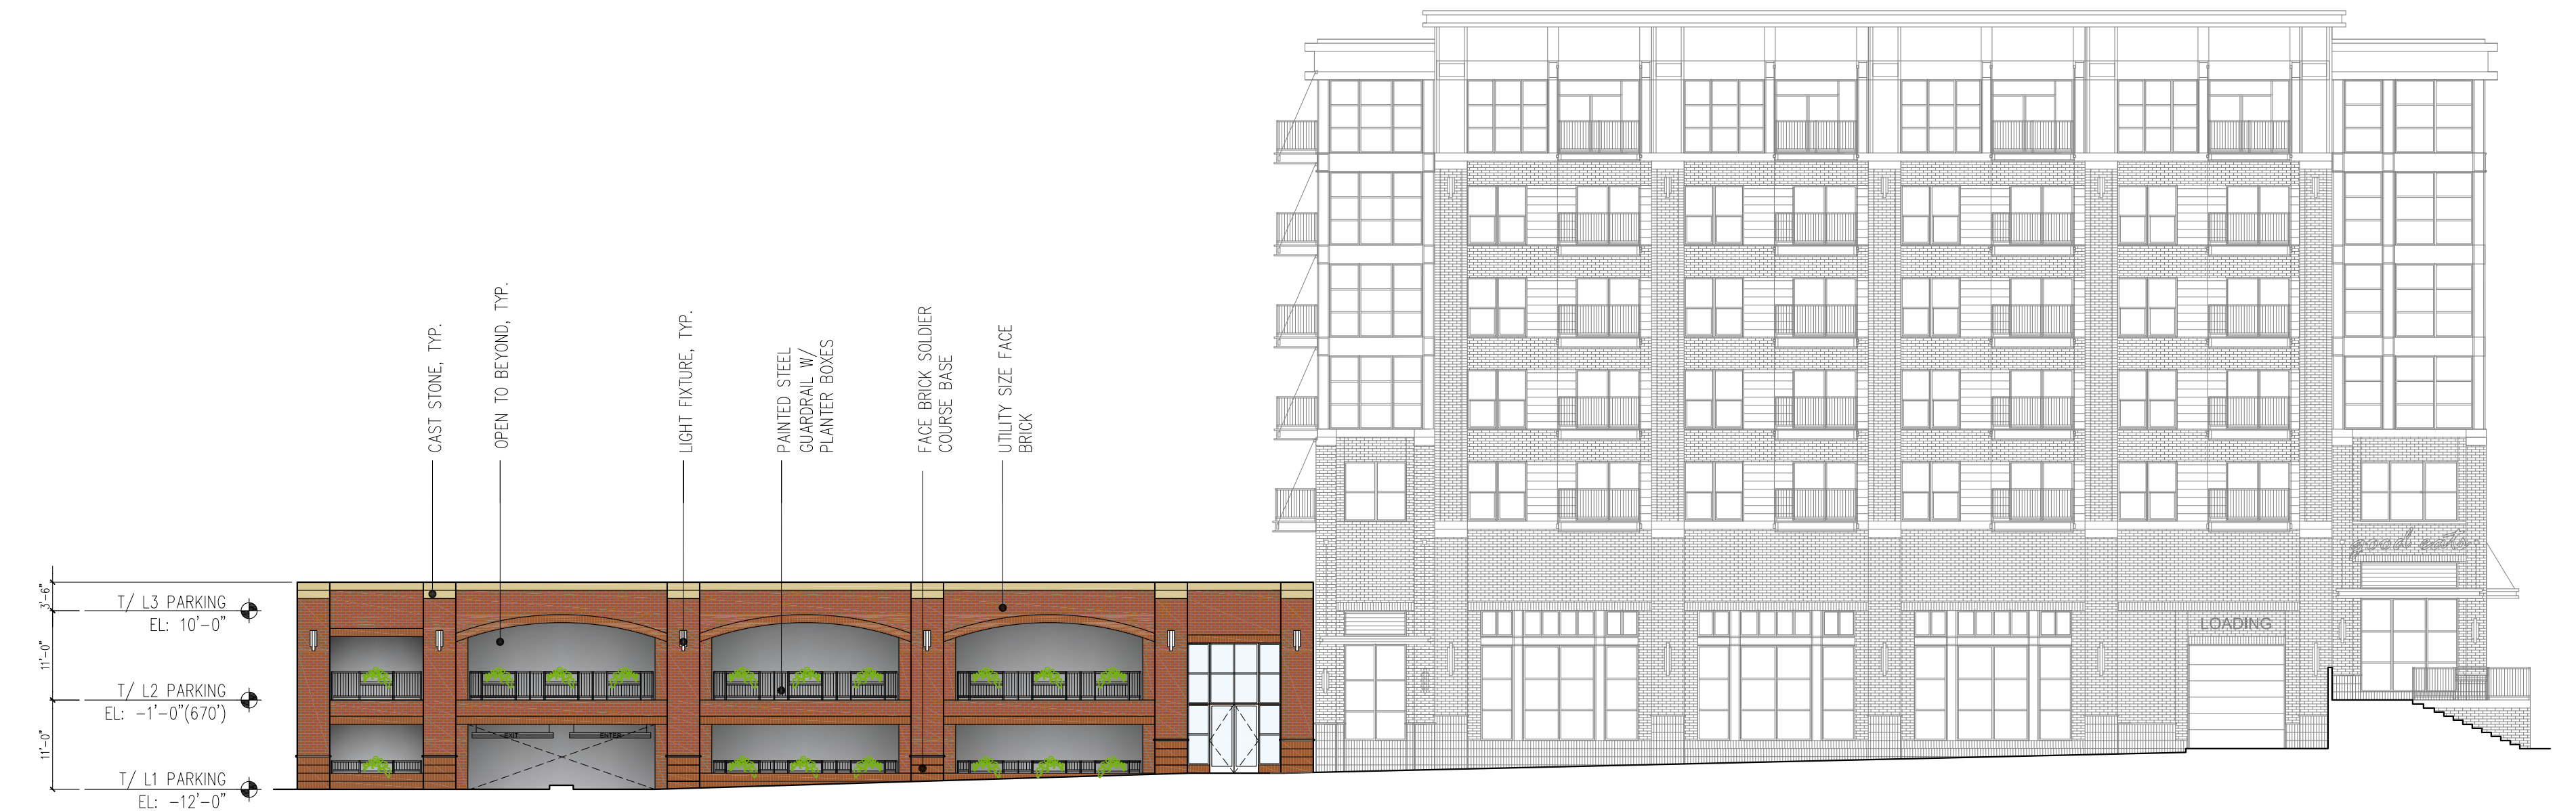 CAST STONE, TYP.
OPEN TO BEYOND, TYP.
LIGHT FIXTURE, TYP.
PAINTED STEEL
GUARDRAIL W/
PLANTER BOXES
FACE BRICK SOLDIER
COURSE BASE
UTILITY SIZE FACE
BRICK
good eats
3'-6"
T/ L3 PARKING
EL: 10'-0"
LOADING
11'-0"
T/ L2 PARKING
EL: -1'-0"(670')
11'-0"
EXIT
ENTER
T/ L1 PARKING
EL: -12'-0"